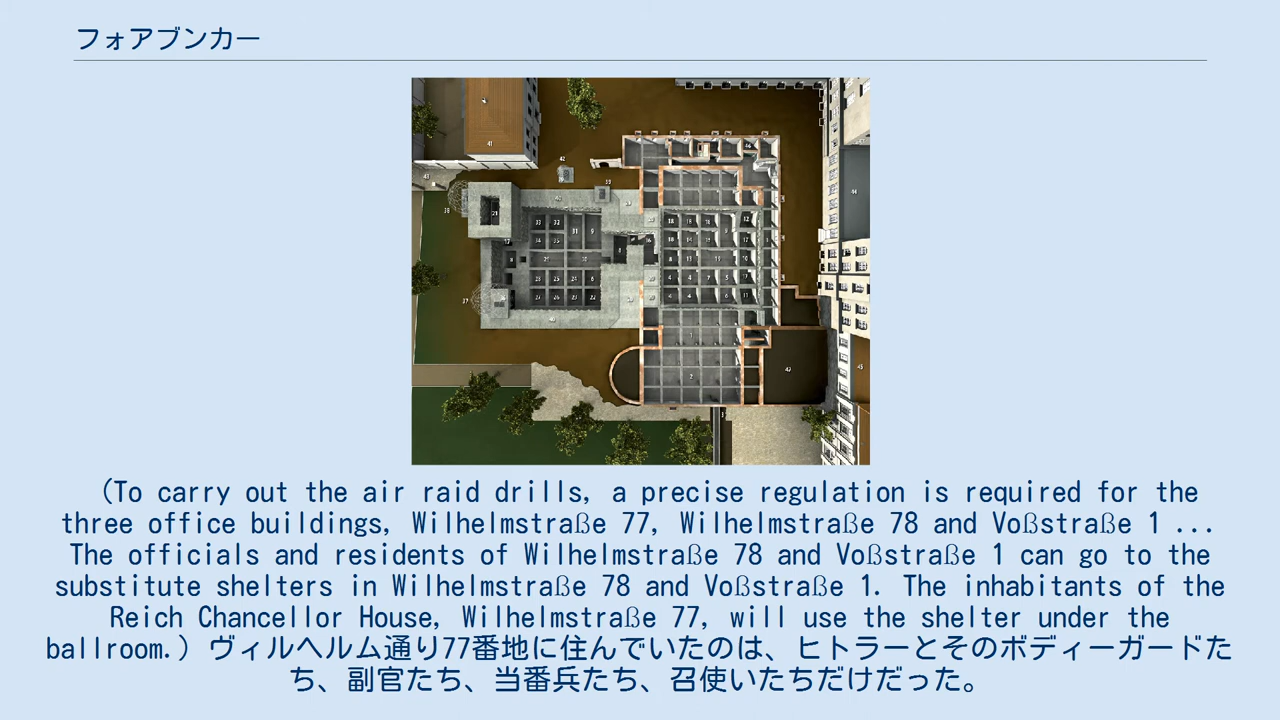 フォアブンカー
(To carry out the air raid drills, a precise regulation is required for the
three office buildings, Wilhelmstraße 77, Wilhelmstraße 78 and Voßstraße 1 ...
The officials and residents of Wilhelmstraße 78 and Voßstraße 1 can go to the
substitute shelters in Wilhelmstraße 78 and Voßstraße 1. The inhabitants of the
Reich Chancellor House, Wilhelmstraße 77, will use the shelter under the
ballroom.) ヴィルヘルム通り77番地に住んでいたのは、ヒトラーとそのボディーガードた
ち、副官たち、当番兵たち、召使いたちだけだった。